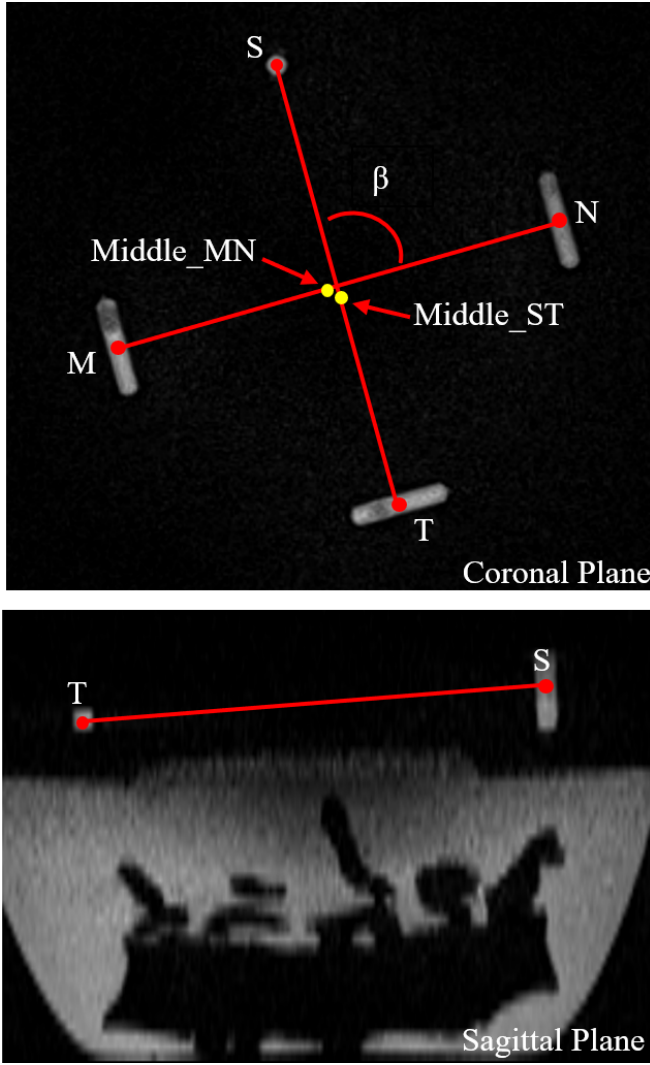 S
β
N
Middle_MN
Middle_ST
M
T
Coronal Plane
S
T
Sagittal Plane